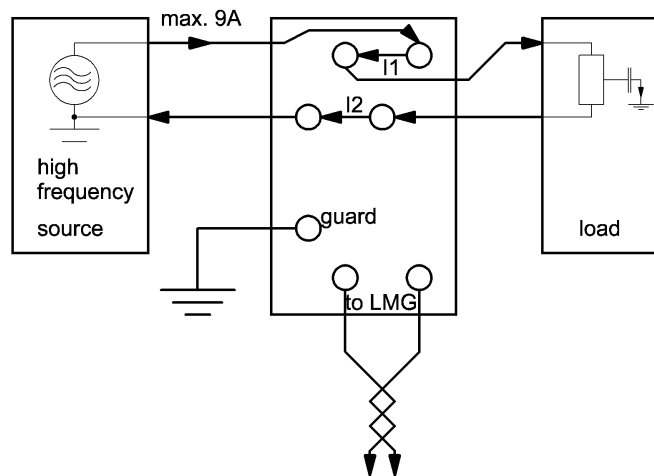 max. 9A
I1
I2
high
frequency
source
guard
load
to LMG